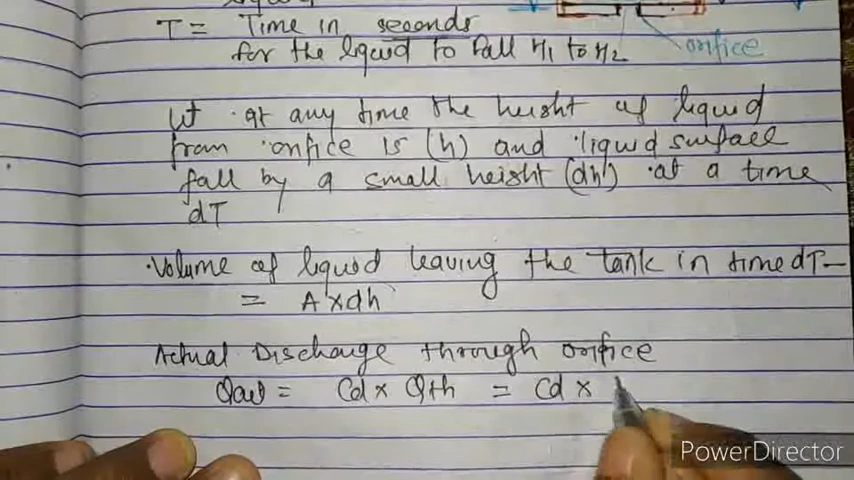 T = Time in seconds
for the liquid to fall H1 to H2
orifice
let at any time the height of liquid
from orifice is (h) and liquid surface
fall by a small height (dh) at a time
dT
Volume of liquid leaving the tank in time dT-
= A x dh
Actual Discharge through orifice
Qact = Cd x Qth = Cd x
PowerDirector